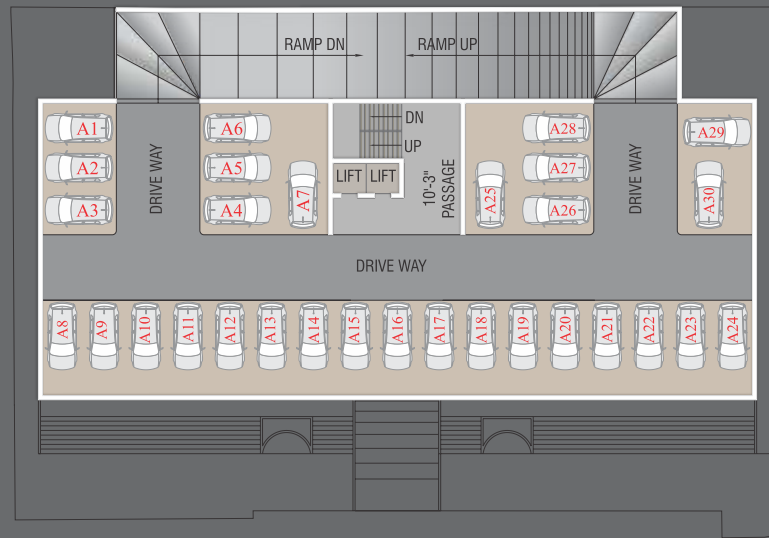 RAMP DN
RAMP UP
A1
A2
A3
DRIVE WAY
A6
A5
A4
A7
DN
UP
LIFT
LIFT
10'-3"
PASSAGE
A25
A28
A27
A26
DRIVE WAY
A29
A30
DRIVE WAY
A8
A9
A10
A11
A12
A13
A14
A15
A16
A17
A18
A19
A20
A21
A22
A23
A24